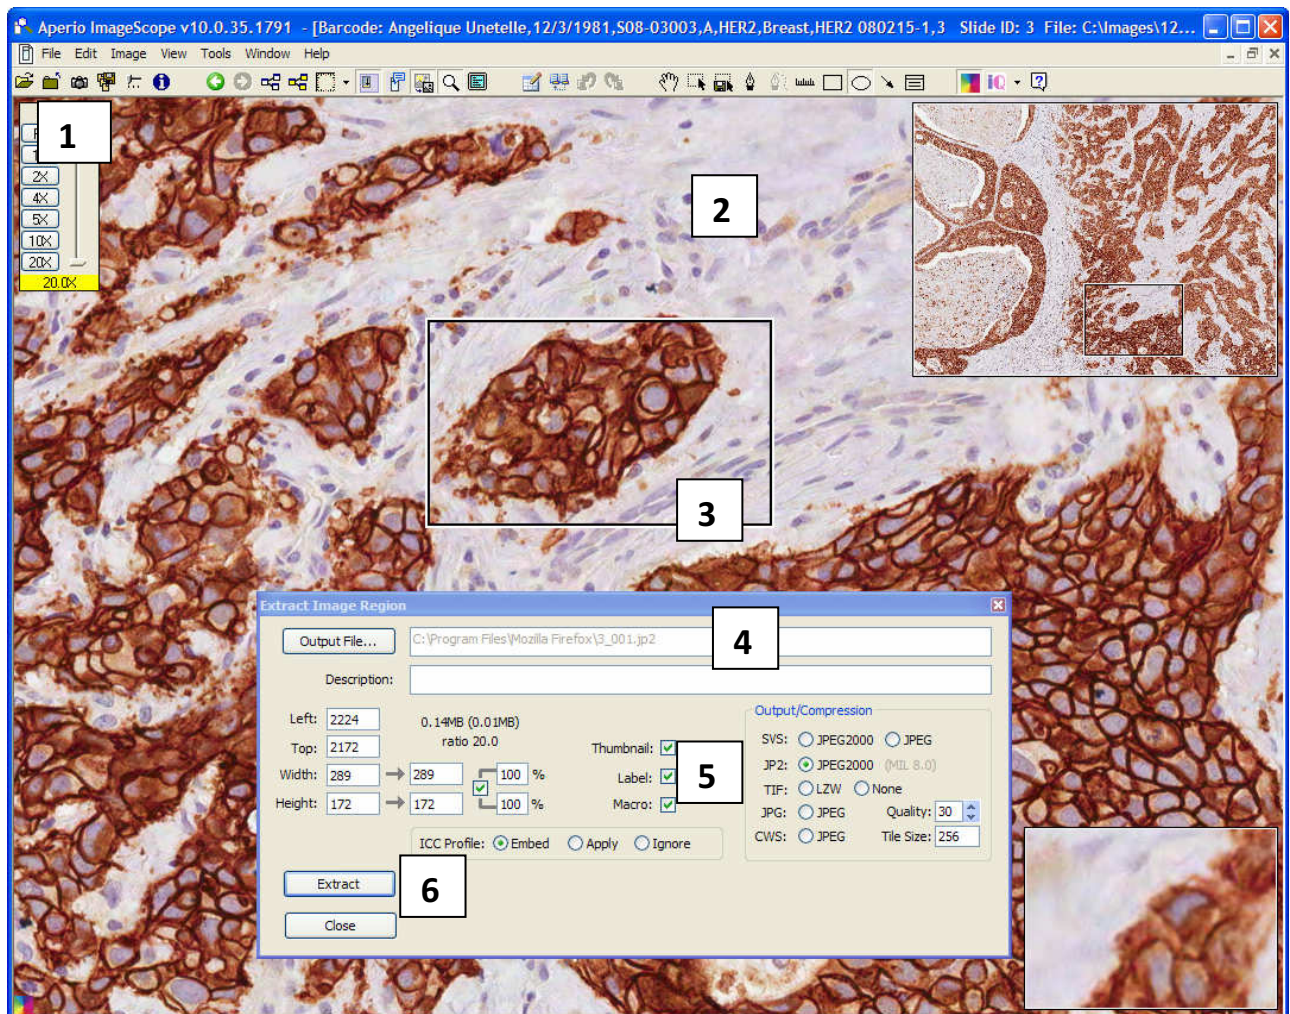 Aperio ImageScope v10.0.35.1791 - [Barcode: Angelique Unetelle,12/3/1981,S08-03003,A,HER2,Breast,HER2 080215-1,3 Slide ID: 3 File: C:\Images\12...
File Edit Image View Tools Window Help
iQ
1
2X
4X
5X
10X
20X
20.0X
2
3
Extract Image Region
Output File... C:\Program Files\Mozilla Firefox\3_001.jp2
4
Description:
Left: 2224 0.14MB (0.01MB)
Top: 2172 ratio 20.0
Width: 289 289 100 %
Height: 172 172 100 %
Thumbnail:
Label:
Macro:
5
Output/Compression
SVS: JPEG2000 JPEG
JP2: JPEG2000 (MIL 8.0)
TIF: LZW None
JPG: JPEG Quality: 30
CWS: JPEG Tile Size: 256
ICC Profile: Embed Apply Ignore
Extract
6
Close